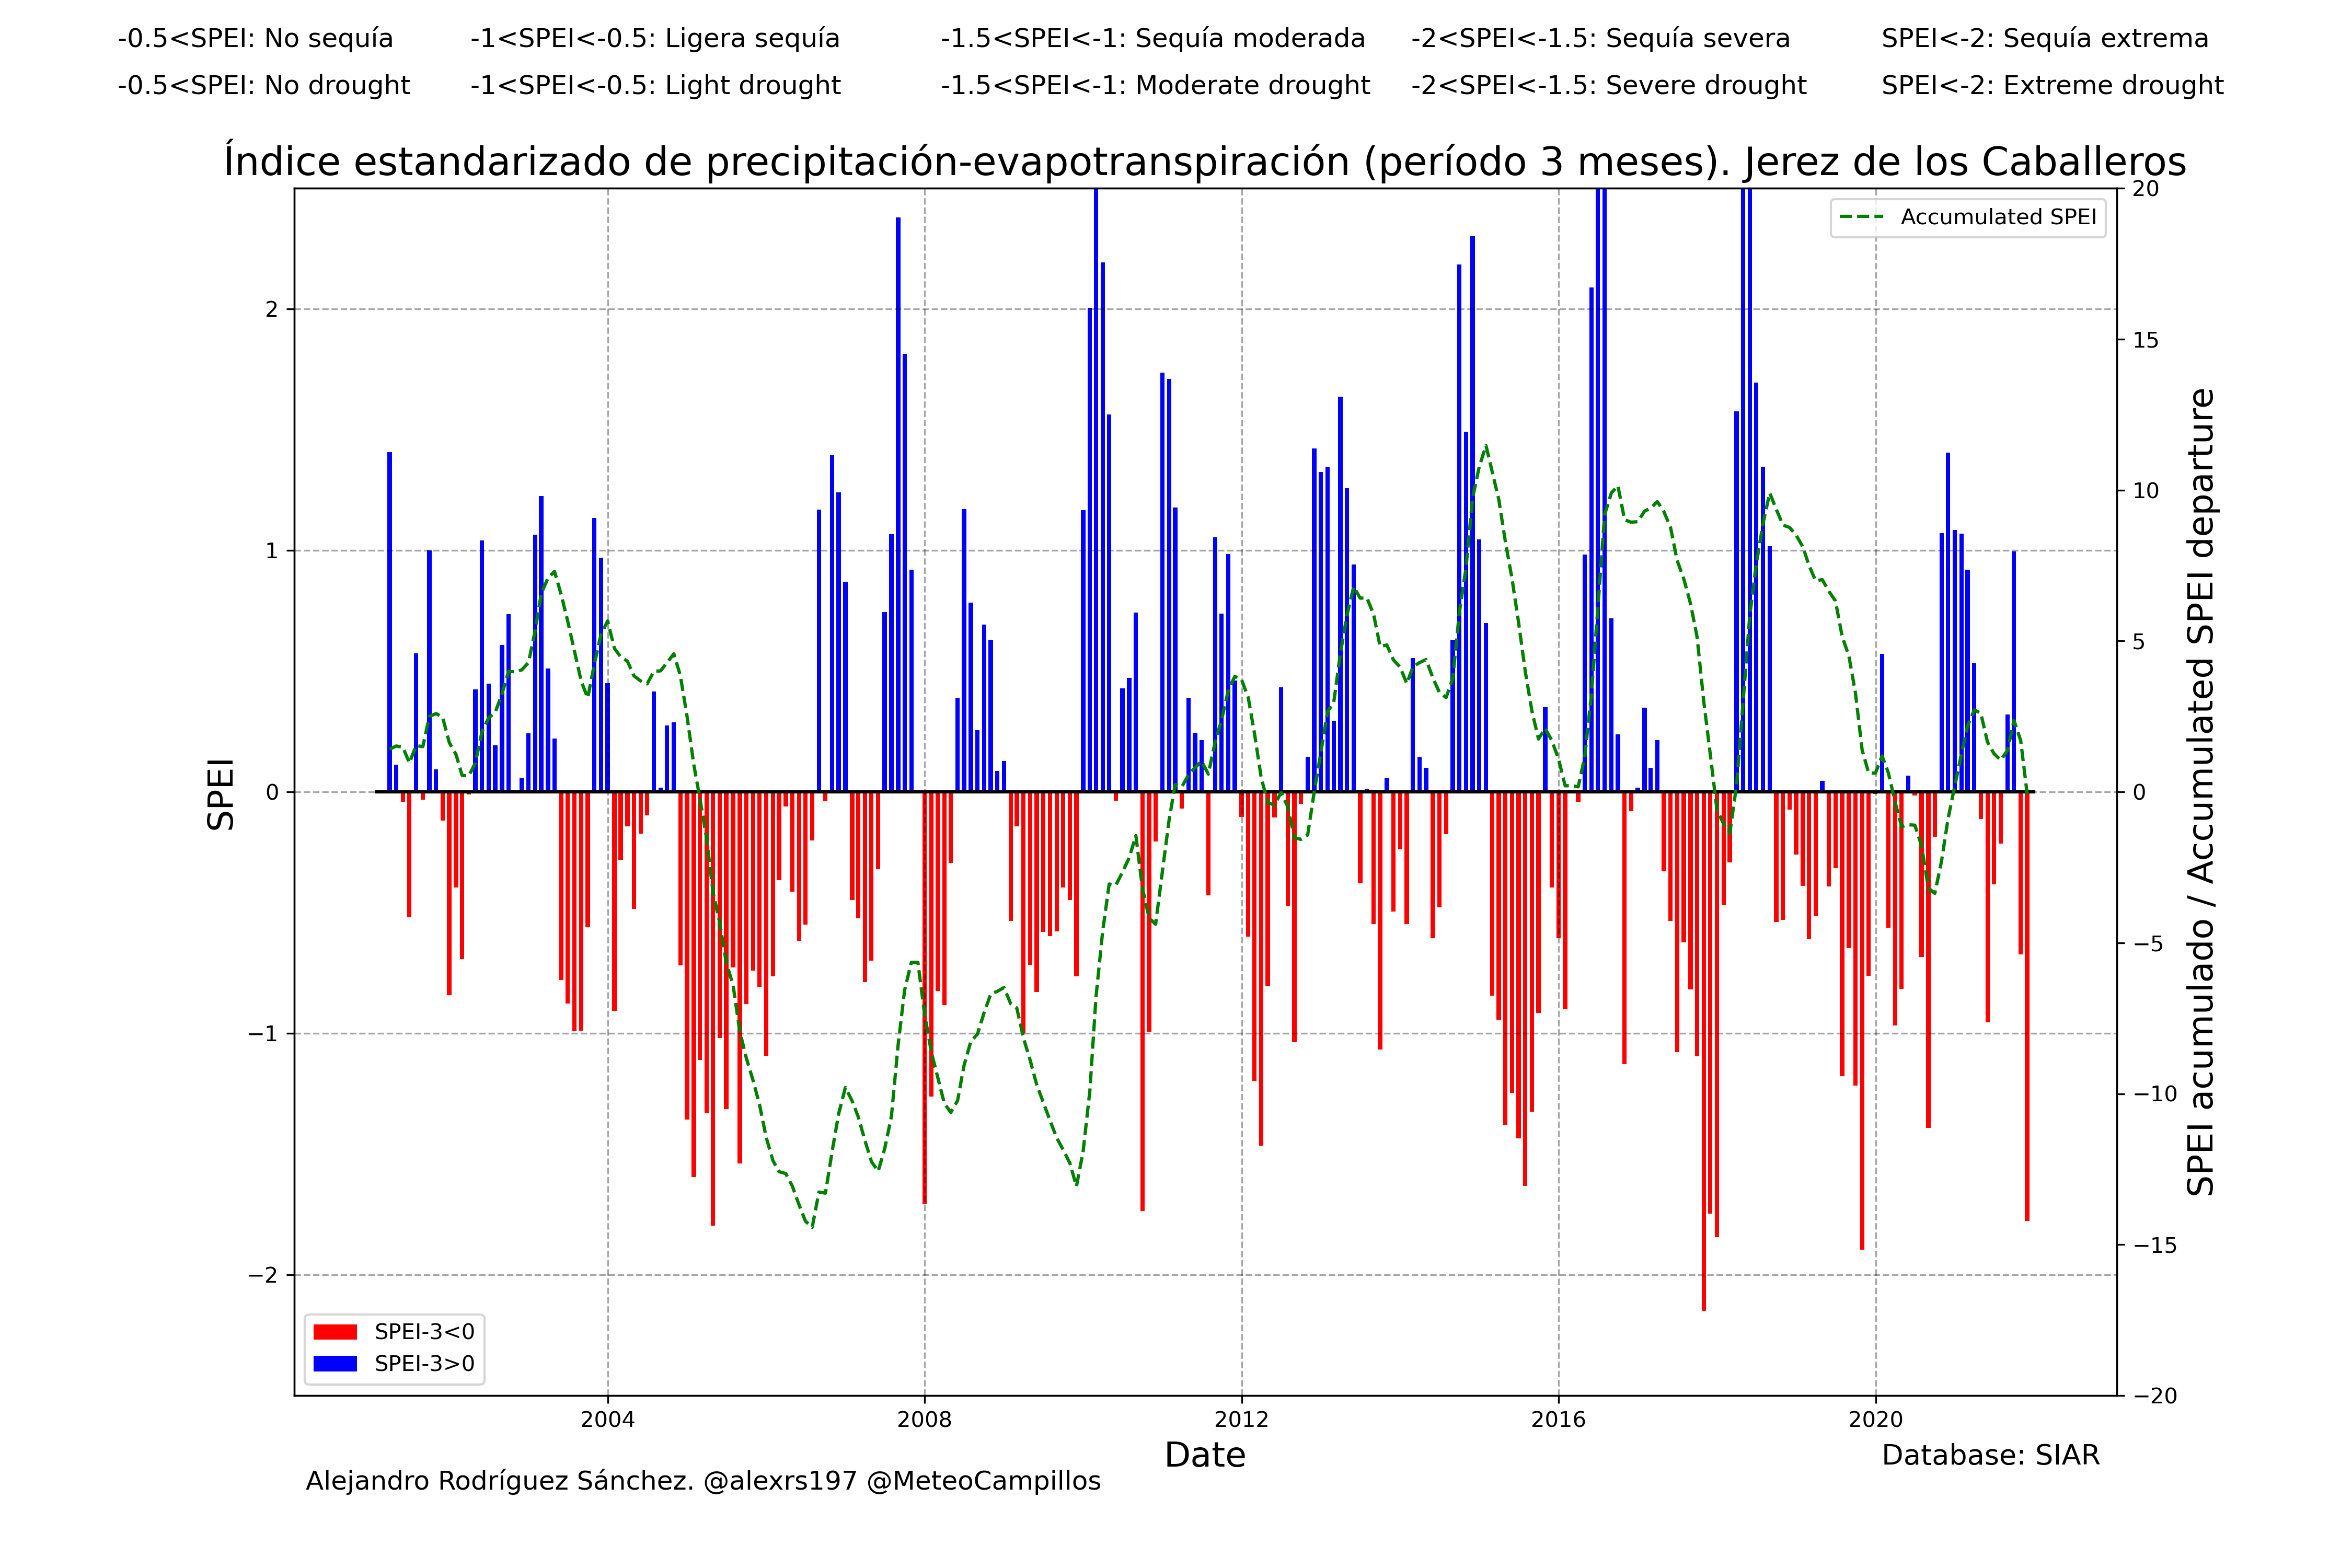 -0.5<SPEI: No sequía -1<SPEI<-0.5: Ligera sequía -1.5<SPEI<-1: Sequía moderada -2<SPEI<-1.5: Sequía severa SPEI<-2: Sequía extrema
-0.5<SPEI: No drought -1<SPEI<-0.5: Light drought -1.5<SPEI<-1: Moderate drought -2<SPEI<-1.5: Severe drought SPEI<-2: Extreme drought
Índice estandarizado de precipitación-evapotranspiración (período 3 meses). Jerez de los Caballeros
Accumulated SPEI
SPEI
2
1
0
−1
−2
20
15
10
5
0
−5
−10
−15
−20
SPEI acumulado / Accumulated SPEI departure
SPEI-3<0
SPEI-3>0
2004 2008 2012 2016 2020
Date
Database: SIAR
Alejandro Rodríguez Sánchez. @alexrs197 @MeteoCampillos